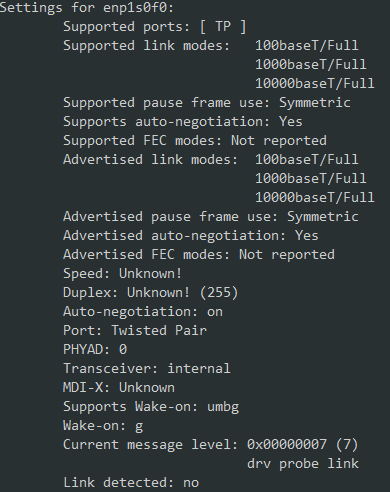 Settings for enp1s0f0:
Supported ports: [ TP ]
Supported link modes: 100baseT/Full
1000baseT/Full
10000baseT/Full
Supported pause frame use: Symmetric
Supports auto-negotiation: Yes
Supported FEC modes: Not reported
Advertised link modes: 100baseT/Full
1000baseT/Full
10000baseT/Full
Advertised pause frame use: Symmetric
Advertised auto-negotiation: Yes
Advertised FEC modes: Not reported
Speed: Unknown!
Duplex: Unknown! (255)
Auto-negotiation: on
Port: Twisted Pair
PHYAD: 0
Transceiver: internal
MDI-X: Unknown
Supports Wake-on: umbg
Wake-on: g
Current message level: 0x00000007 (7)
drv probe link
Link detected: no